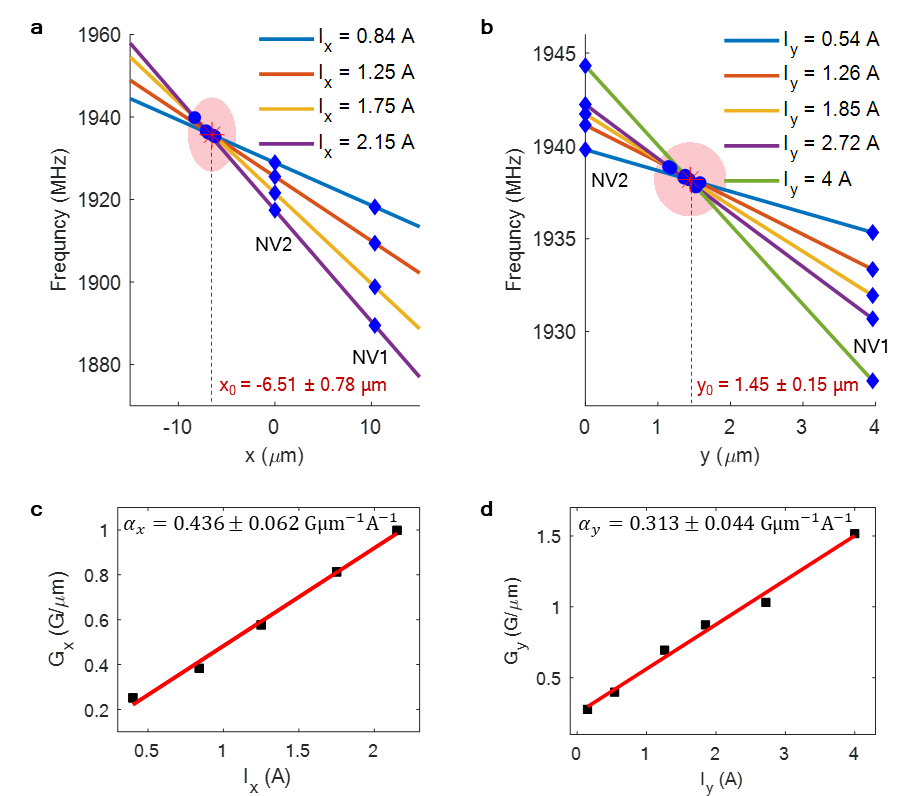 a
1960
1940
1920
1900
1880
Frequncy (MHz)
I_x = 0.84 A
I_x = 1.25 A
I_x = 1.75 A
I_x = 2.15 A
NV2
NV1
x₀ = -6.51 ± 0.78 μm
-10 0 10
x (μm)
b
1945
1940
1935
1930
Frequncy (MHz)
I_y = 0.54 A
I_y = 1.26 A
I_y = 1.85 A
I_y = 2.72 A
I_y = 4 A
NV2
NV1
y₀ = 1.45 ± 0.15 μm
0 1 2 3 4
y (μm)
c
α_x = 0.436 ± 0.062 Gμm⁻¹A⁻¹
1
0.8
0.6
0.4
0.2
G_x (G/μm)
0.5 1 1.5 2
I_x (A)
d
α_y = 0.313 ± 0.044 Gμm⁻¹A⁻¹
1.5
1
0.5
G_y (G/μm)
0 1 2 3 4
I_y (A)